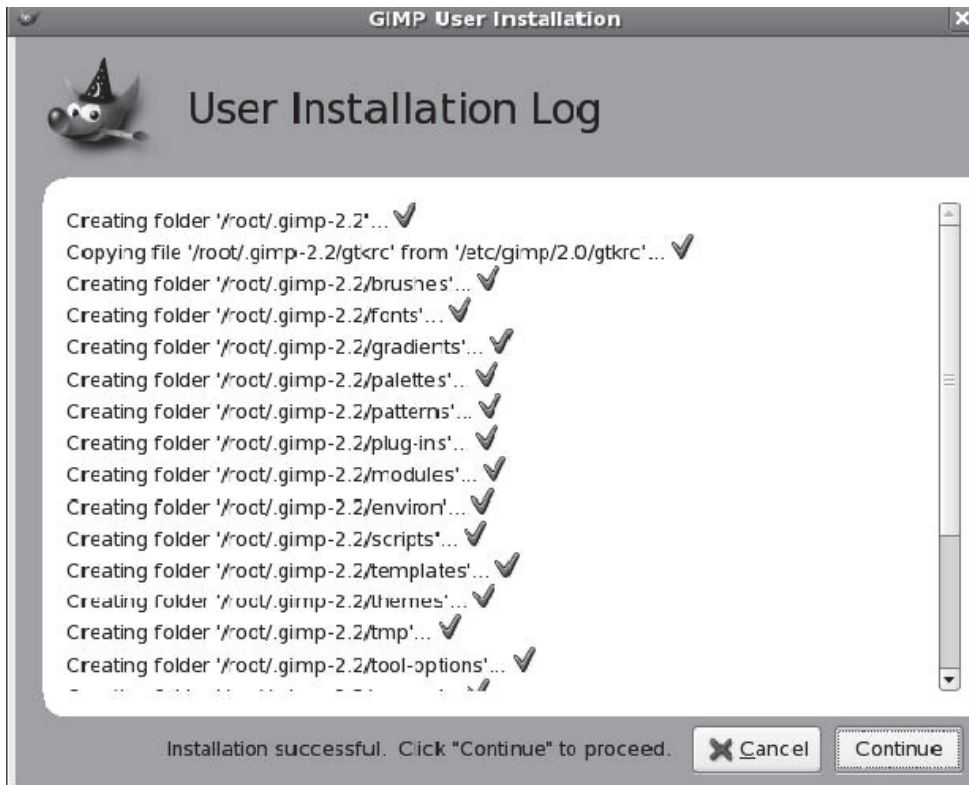 GIMP User Installation
User Installation Log
Creating folder '/root/.gimp-2.2'...
Copying file '/root/.gimp-2.2/gtkrc' from '/etc/gimp/2.0/gtkrc'...
Creating folder '/root/.gimp-2.2/brushes'...
Creating folder '/root/.gimp-2.2/fonts'...
Creating folder '/root/.gimp-2.2/gradients'...
Creating folder '/root/.gimp-2.2/palettes'...
Creating folder '/root/.gimp-2.2/patterns'...
Creating folder '/root/.gimp-2.2/plug-ins'...
Creating folder '/root/.gimp-2.2/modules'...
Creating folder '/root/.gimp-2.2/environ'...
Creating folder '/root/.gimp-2.2/scripts'...
Creating folder '/root/.gimp-2.2/templates'...
Creating folder '/root/.gimp-2.2/themes'...
Creating folder '/root/.gimp-2.2/tmp'...
Creating folder '/root/.gimp-2.2/tool-options'...
Installation successful. Click "Continue" to proceed.
Cancel
Continue